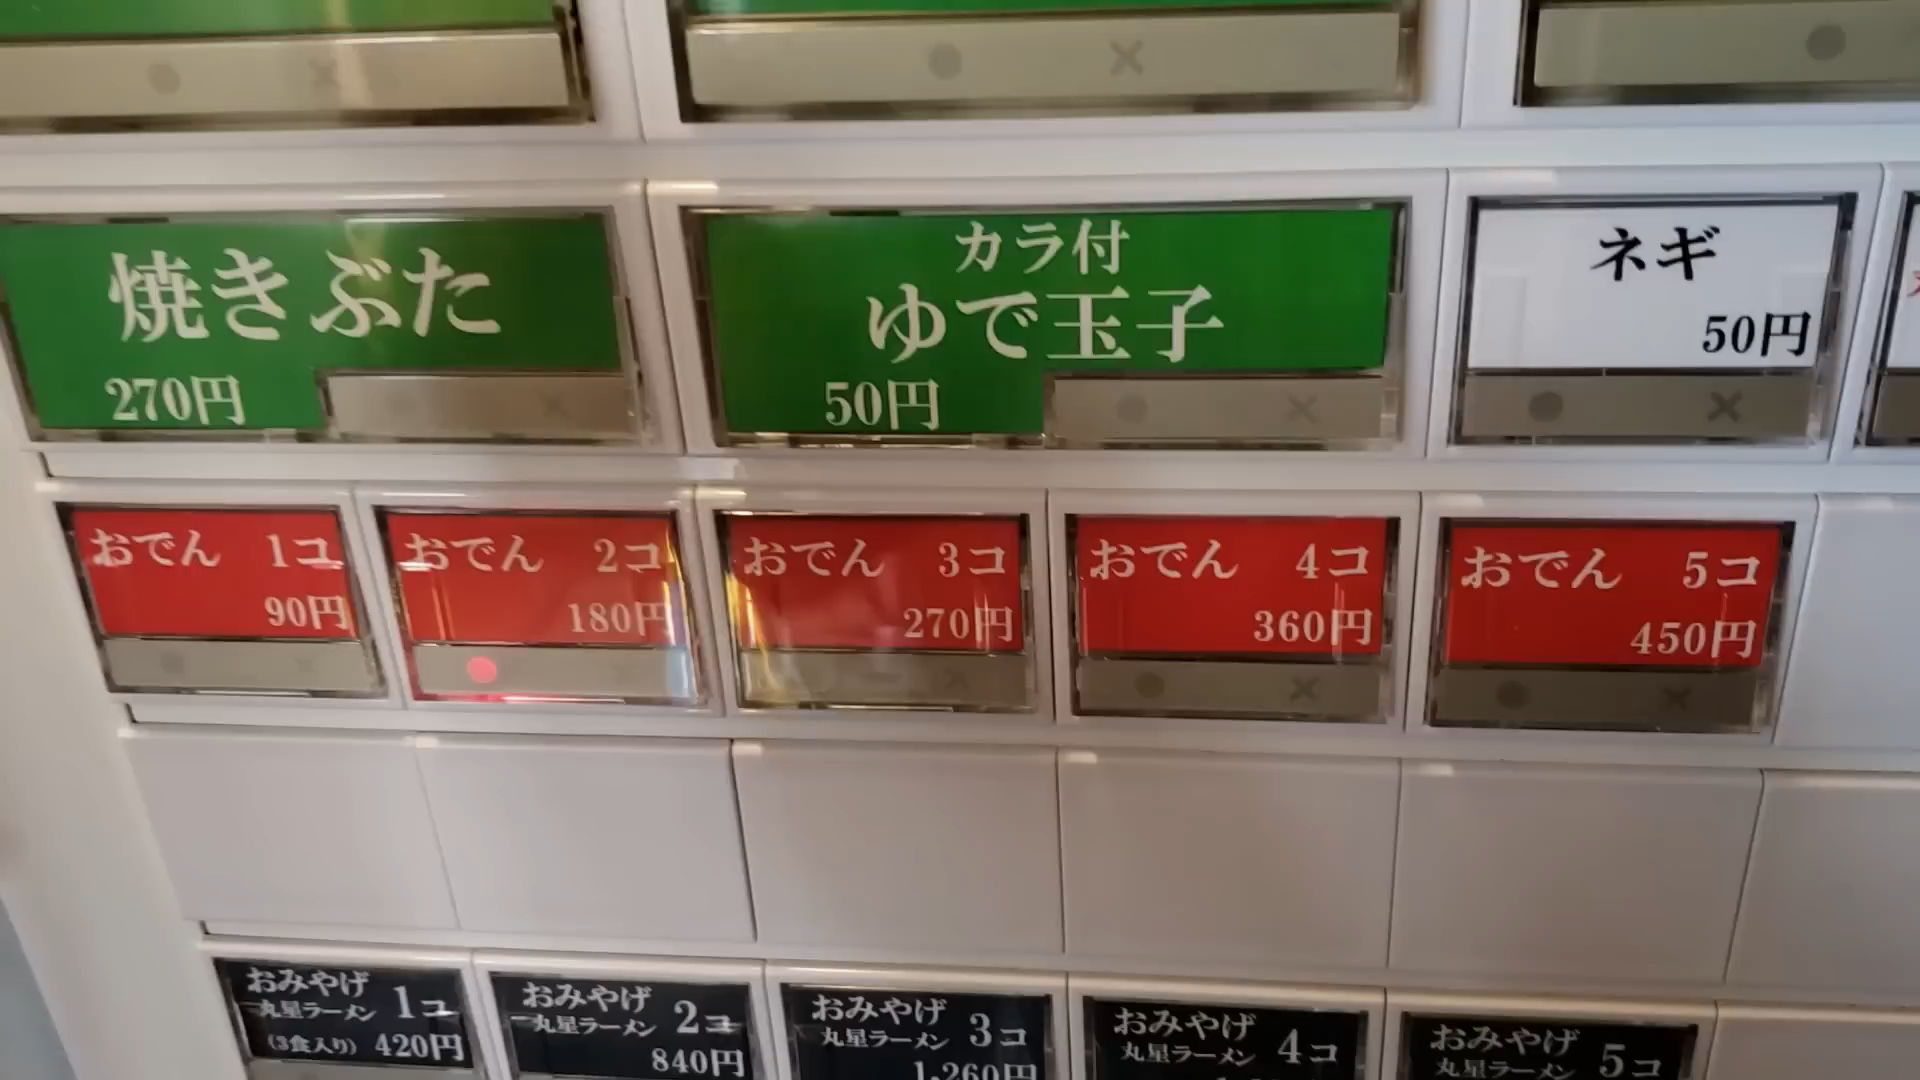 焼きぶた
270円
カラ付
ゆで玉子
50円
ネギ
50円
おでん 1コ
90円
おでん 2コ
180円
おでん 3コ
270円
おでん 4コ
360円
おでん 5コ
450円
おみやげ
丸星ラーメン 1コ
(3食入り) 420円
おみやげ
丸星ラーメン 2コ
840円
おみやげ
丸星ラーメン 3コ
1,260円
おみやげ
丸星ラーメン 4コ
おみやげ
丸星ラーメン 5コ